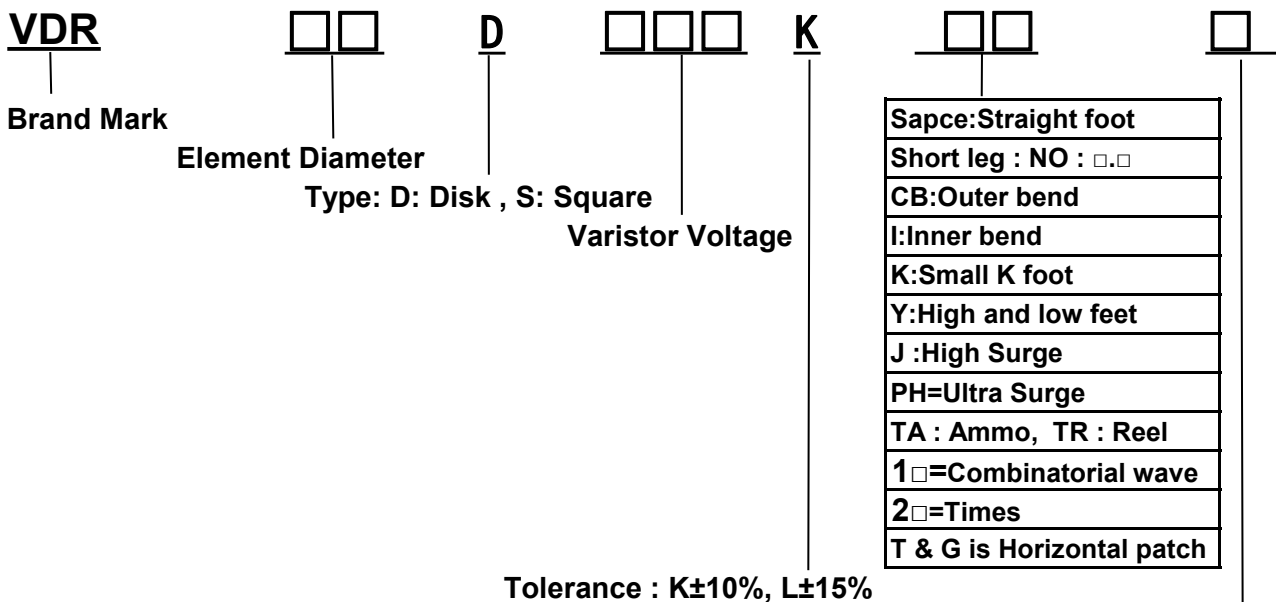 VDR □□ D □□□ K □□ □
Brand Mark
Element Diameter
Type: D: Disk , S: Square
Varistor Voltage
Sapce:Straight foot
Short leg : NO : □.□
CB:Outer bend
I:Inner bend
K:Small K foot
Y:High and low feet
J :High Surge
PH=Ultra Surge
TA : Ammo, TR : Reel
1□=Combinatorial wave
2□=Times
T & G is Horizontal patch
Tolerance : K±10%, L±15%